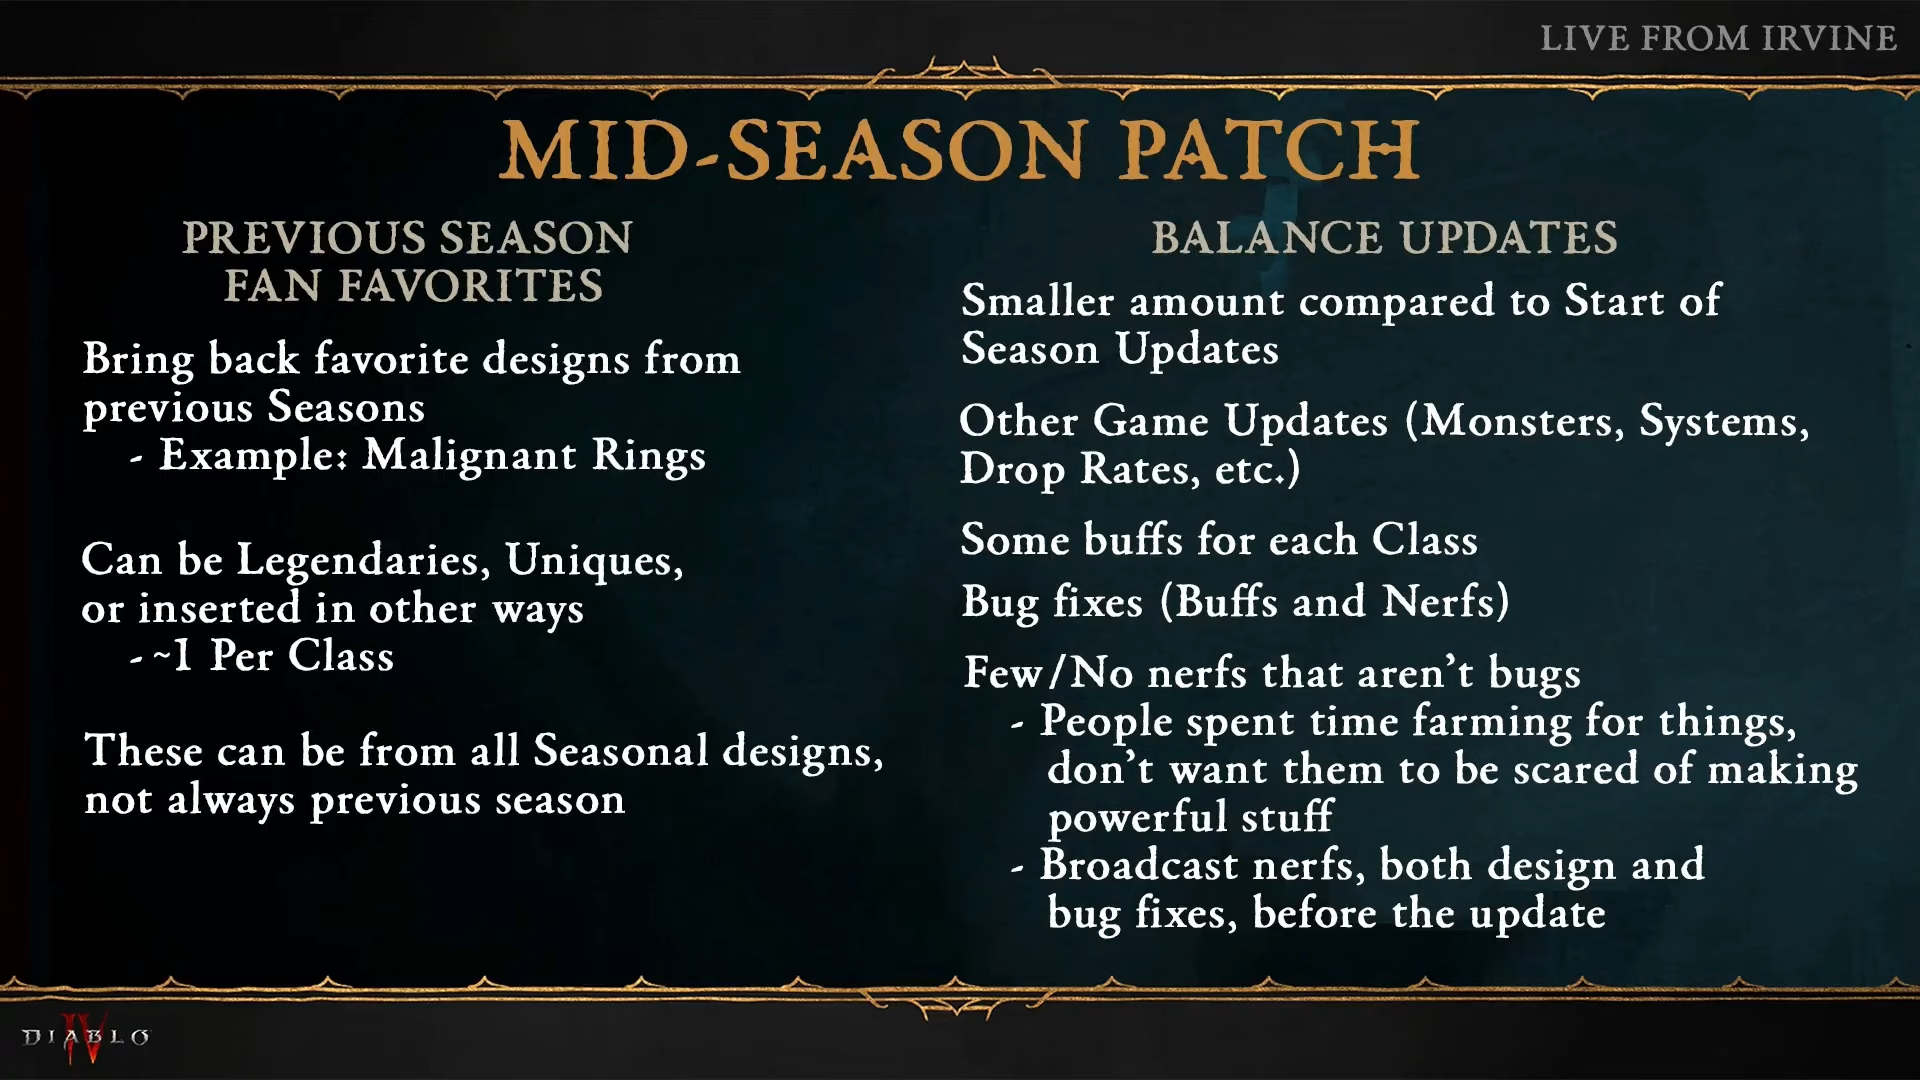 LIVE FROM IRVINE
MID-SEASON PATCH
PREVIOUS SEASON
FAN FAVORITES
Bring back favorite designs from
previous Seasons
- Example: Malignant Rings
Can be Legendaries, Uniques,
or inserted in other ways
- ~1 Per Class
These can be from all Seasonal designs,
not always previous season
BALANCE UPDATES
Smaller amount compared to Start of
Season Updates
Other Game Updates (Monsters, Systems,
Drop Rates, etc.)
Some buffs for each Class
Bug fixes (Buffs and Nerfs)
Few/No nerfs that aren't bugs
- People spent time farming for things,
don't want them to be scared of making
powerful stuff
- Broadcast nerfs, both design and
bug fixes, before the update
DIABLO IV